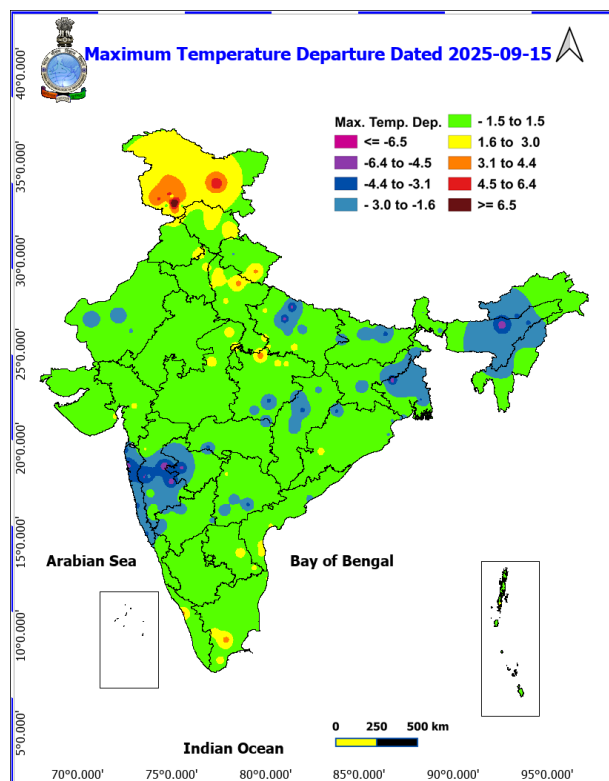 Maximum Temperature Departure Dated 2025-09-15
Max. Temp. Dep.
<= -6.5
-6.4 to -4.5
-4.4 to -3.1
- 3.0 to -1.6
- 1.5 to 1.5
1.6 to 3.0
3.1 to 4.4
4.5 to 6.4
>= 6.5
40°0.000'
35°0.000'
30°0.000'
25°0.000'
20°0.000'
15°0.000'
10°0.000'
5°0.000'
Arabian Sea
Bay of Bengal
Indian Ocean
0 250 500 km
70°0.000' 75°0.000' 80°0.000' 85°0.000' 90°0.000' 95°0.000'